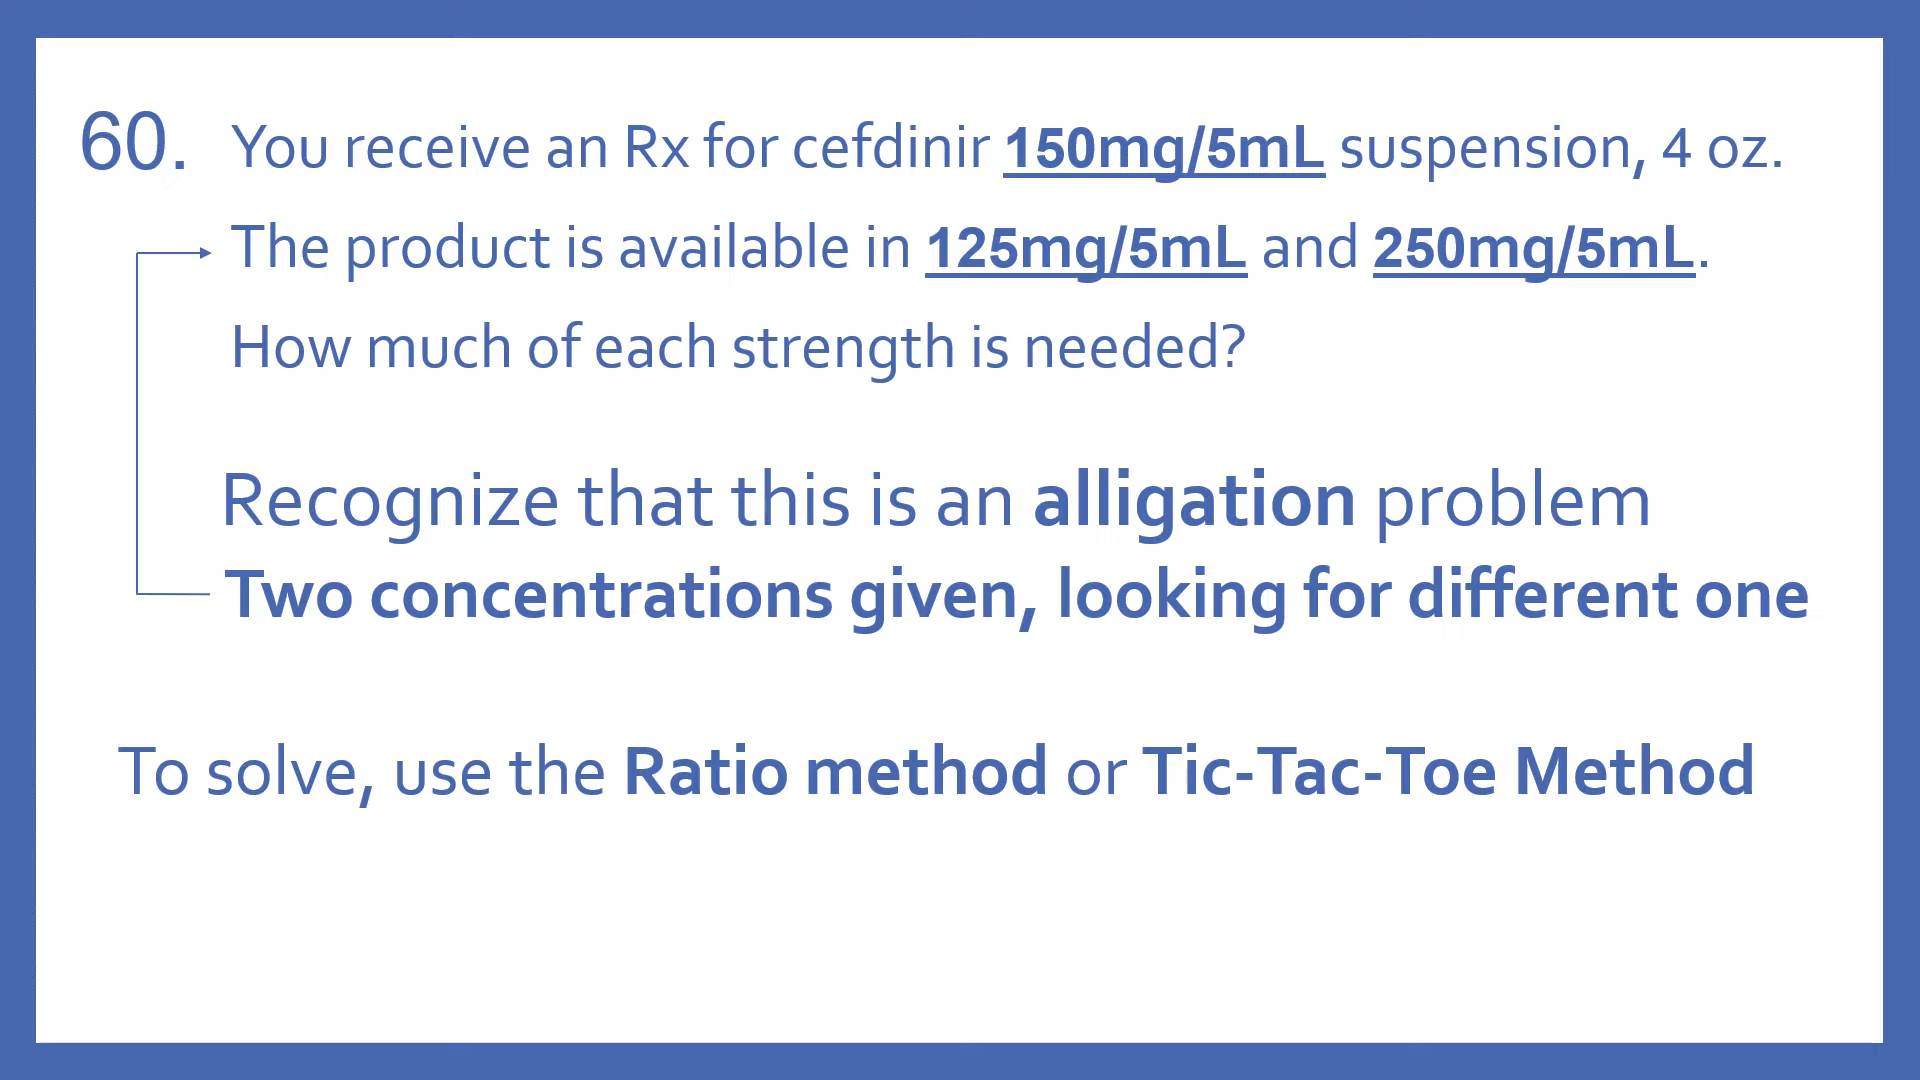 60. You receive an Rx for cefdinir 150mg/5mL suspension, 4 oz.
The product is available in 125mg/5mL and 250mg/5mL.
How much of each strength is needed?
Recognize that this is an alligation problem
Two concentrations given, looking for different one
To solve, use the Ratio method or Tic-Tac-Toe Method